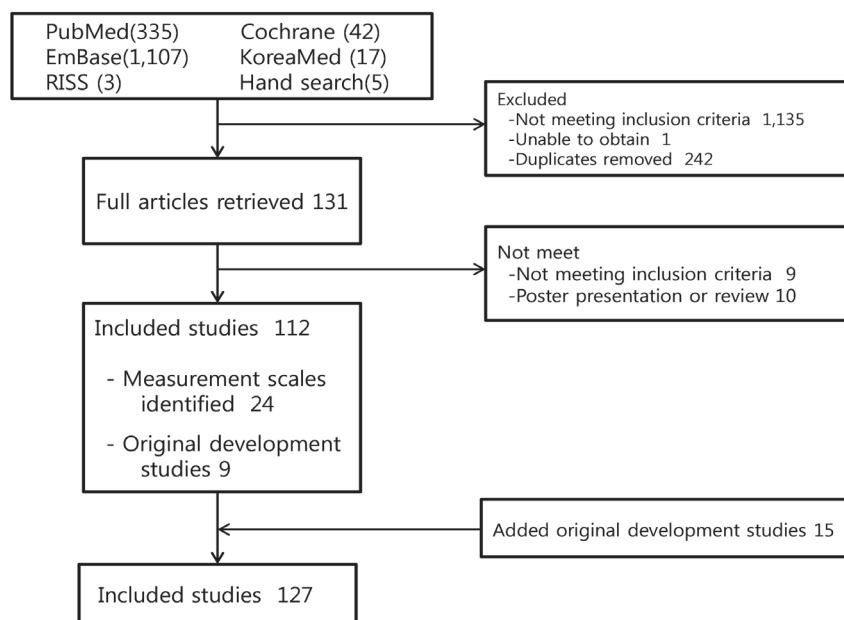 PubMed(335) Cochrane (42)
EmBase(1,107) KoreaMed (17)
RISS (3) Hand search(5)
Excluded
-Not meeting inclusion criteria 1,135
-Unable to obtain 1
-Duplicates removed 242
Full articles retrieved 131
Not meet
-Not meeting inclusion criteria 9
-Poster presentation or review 10
Included studies 112
- Measurement scales
identified 24
- Original development
studies 9
Added original development studies 15
Included studies 127